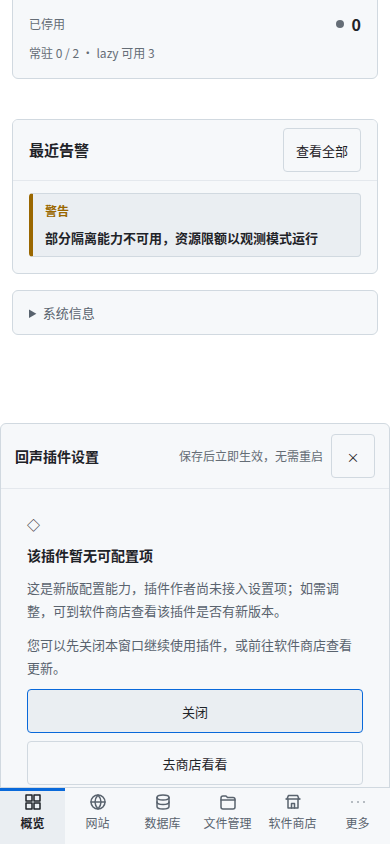 已停用
0
常驻 0 / 2 · lazy 可用 3
最近告警
查看全部
警告
部分隔离能力不可用，资源限额以观测模式运行
系统信息
回声插件设置
保存后立即生效，无需重启
×
该插件暂无可配置项
这是新版配置能力，插件作者尚未接入设置项；如需调
整，可到软件商店查看该插件是否有新版本。
您可以先关闭本窗口继续使用插件，或前往软件商店查看
更新。
关闭
去商店看看
概览
网站
数据库
文件管理
软件商店
更多